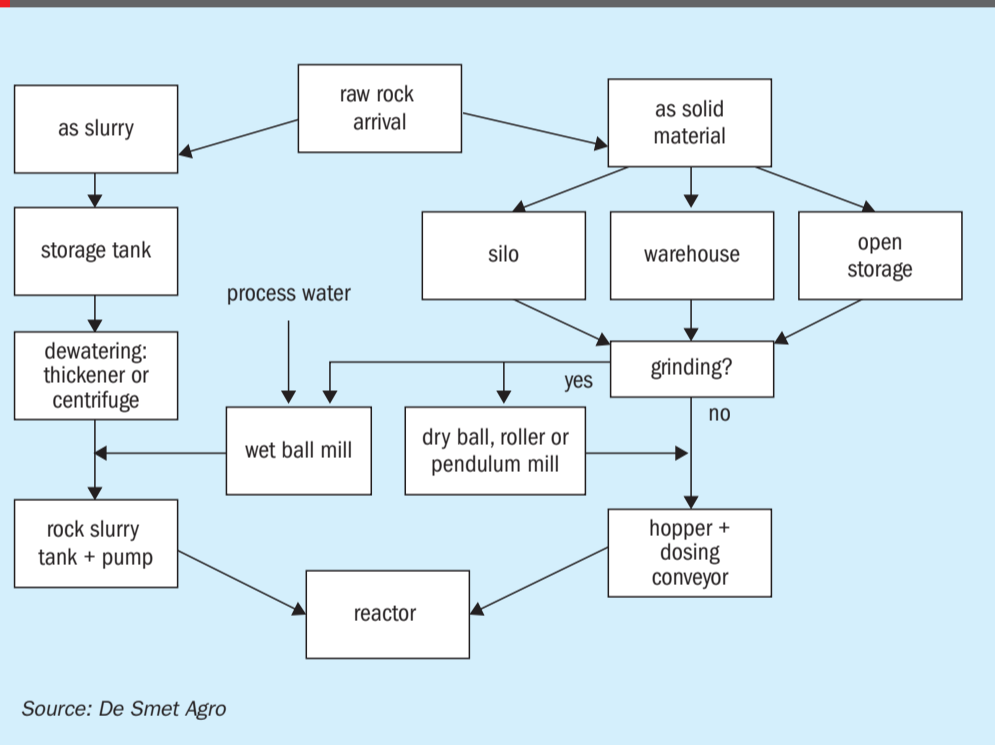 raw rock
arrival
as slurry
as solid
material
storage tank
silo
warehouse
open
storage
process water
dewatering:
thickener or
centrifuge
grinding?
yes
no
wet ball mill
dry ball, roller or
pendulum mill
rock slurry
tank + pump
hopper +
dosing
conveyor
reactor
Source: De Smet Agro